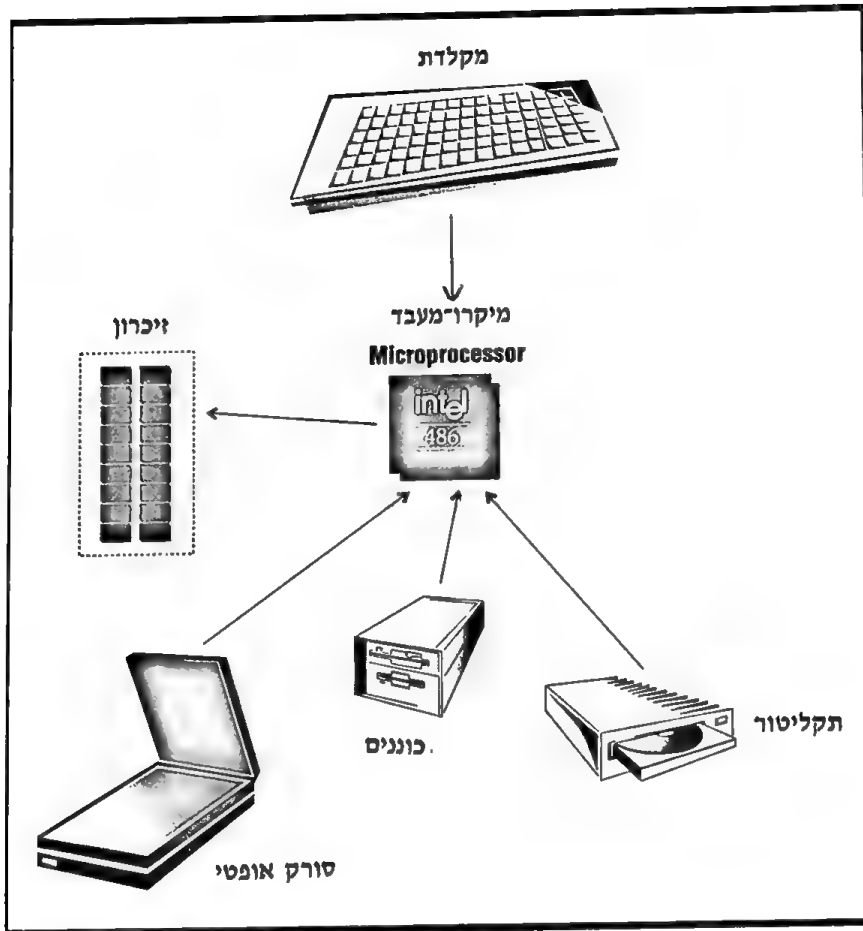 מקלדת
מיקרו־מעבד
Microprocessor
intel
486
זיכרון
כוננים.
תקליטור
סורק אופטי